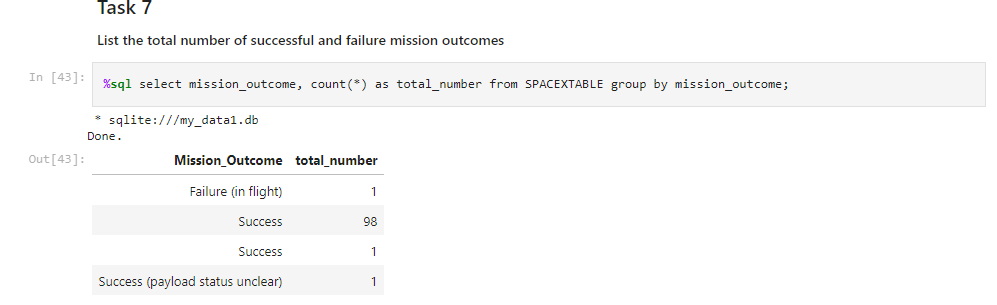 Task 7
List the total number of successful and failure mission outcomes
In [43]: %sql select mission_outcome, count(*) as total_number from SPACEXTABLE group by mission_outcome;
* sqlite:///my_data1.db
Done.
Out[43]: Mission_Outcome total_number
Failure (in flight) 1
Success 98
Success 1
Success (payload status unclear) 1